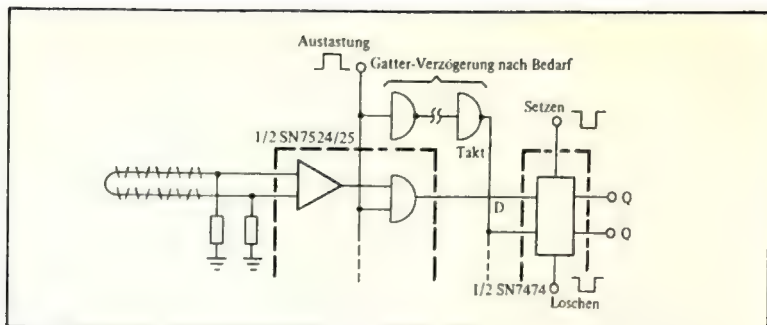 Austastung
Gatter-Verzögerung nach Bedarf
Setzen
1/2 SN7524/25
Takt
D
Q
Q
1/2 SN7474
Loschen